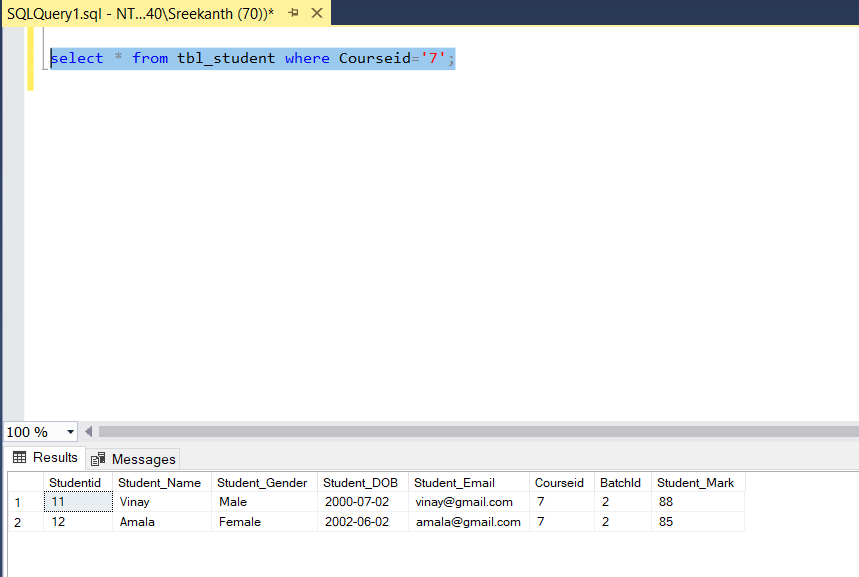 SQLQuery1.sql - NT...40\Sreekanth (70))*
select * from tbl_student where Courseid='7';
100 %
Results Messages
Studentid Student_Name Student_Gender Student_DOB Student_Email Courseid BatchId Student_Mark
1 11 Vinay Male 2000-07-02 vinay@gmail.com 7 2 88
2 12 Amala Female 2002-06-02 amala@gmail.com 7 2 85